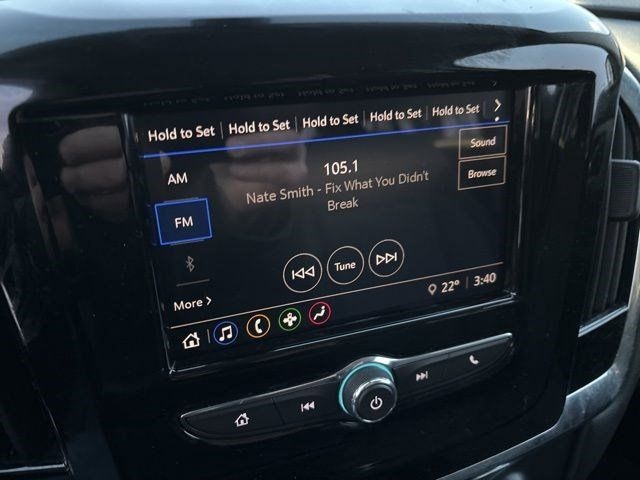 Hold to Set Hold to Set Hold to Set Hold to Set Hold to Set
AM
FM
More
105.1
Nate Smith - Fix What You Didn't
Break
Sound
Browse
Tune
22° 3:40